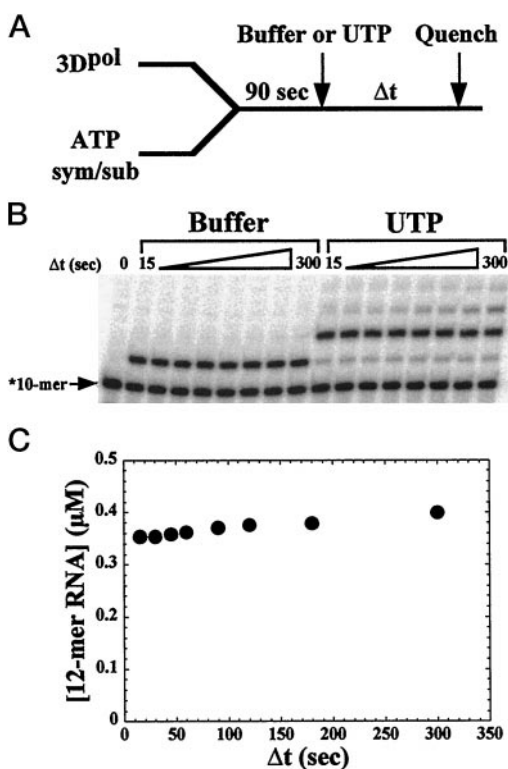 A
Buffer or UTP Quench
3Dpol
90 sec Δt
ATP
sym/sub
B
Buffer UTP
Δt (sec) 0 15 300 15 300
*10-mer
C
[12-mer RNA] (μM)
0.5
0.4
0.3
0.2
0.1
0
0 50 100 150 200 250 300 350
Δt (sec)